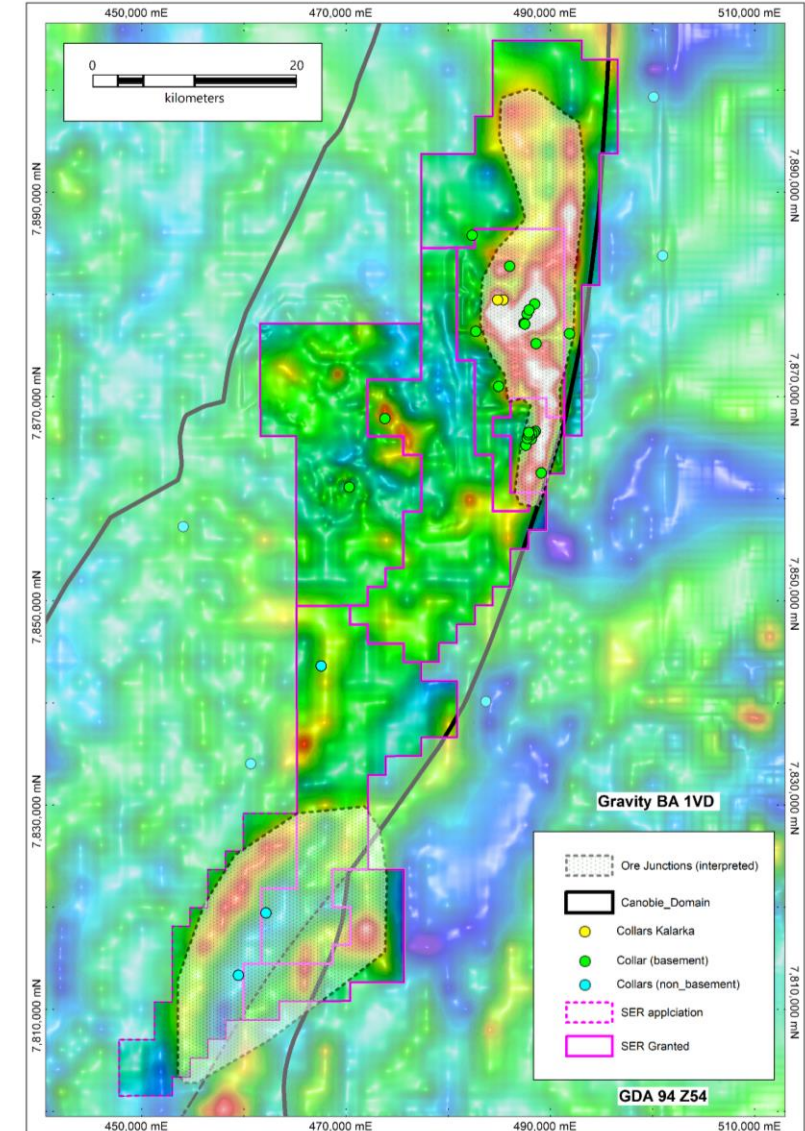 450,000 mE 470,000 mE 490,000 mE 510,000 mE
0 20
kilometers
7,890,000 mN 7,890,000 mN
7,870,000 mN 7,870,000 mN
7,850,000 mN 7,850,000 mN
7,830,000 mN 7,830,000 mN
Gravity BA 1VD
Ore Junctions (interpreted)
Canobie_Domain
Collars Kalarka
Collar (basement)
Collars (non_basement)
SER applciation
SER Granted
7,810,000 mN 7,810,000 mN
GDA 94 Z54
450,000 mE 470,000 mE 490,000 mE 510,000 mE